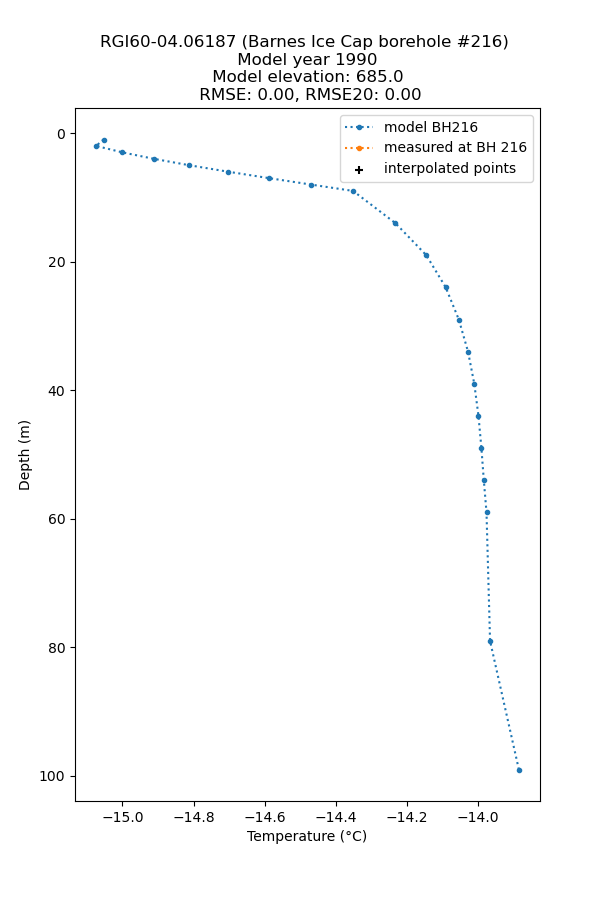 RGI60-04.06187 (Barnes Ice Cap borehole #216)
Model year 1990
Model elevation: 685.0
RMSE: 0.00, RMSE20: 0.00
model BH216
measured at BH 216
interpolated points
0
20
40
60
80
100
Depth (m)
−15.0 −14.8 −14.6 −14.4 −14.2 −14.0
Temperature (°C)